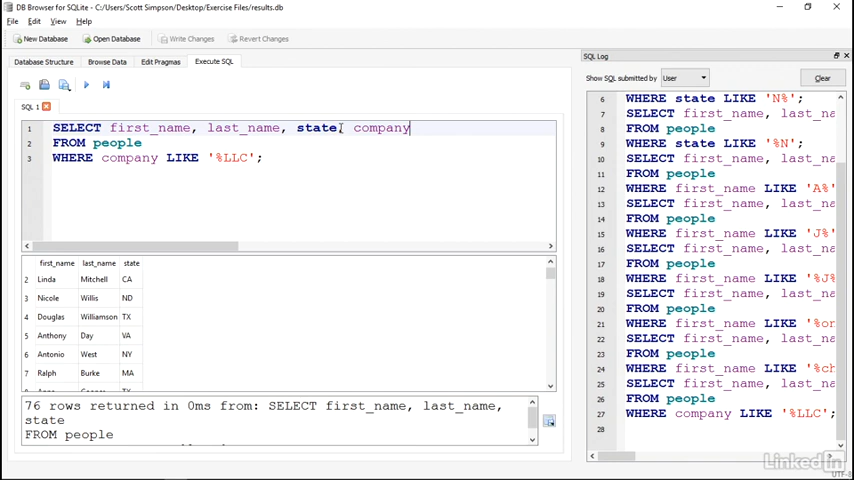 DB Browser for SQLite - C:/Users/Scott Simpson/Desktop/Exercise Files/results.db
File Edit View Help
New Database Open Database Write Changes Revert Changes
Database Structure Browse Data Edit Pragmas Execute SQL
SQL 1
1 SELECT first_name, last_name, state, company
2 FROM people
3 WHERE company LIKE '%LLC';
first_name last_name state
2 Linda Mitchell CA
3 Nicole Willis ND
4 Douglas Williamson TX
5 Anthony Day VA
6 Antonio West NY
7 Ralph Burke MA
76 rows returned in 0ms from: SELECT first_name, last_name,
state
FROM people
SQL Log
Show SQL submitted by User Clear
6 WHERE state LIKE 'N%';
7 SELECT first_name, last_na
8 FROM people
9 WHERE state LIKE '%N';
10 SELECT first_name, last_na
11 FROM people
12 WHERE first_name LIKE 'A%'
13 SELECT first_name, last_na
14 FROM people
15 WHERE first_name LIKE 'J%'
16 SELECT first_name, last_na
17 FROM people
18 WHERE first_name LIKE '%J%
19 SELECT first_name, last_na
20 FROM people
21 WHERE first_name LIKE '%on
22 SELECT first_name, last_na
23 FROM people
24 WHERE first_name LIKE '%ch
25 SELECT first_name, last_na
26 FROM people
27 WHERE company LIKE '%LLC';
28
LinkedIn
UTF-8